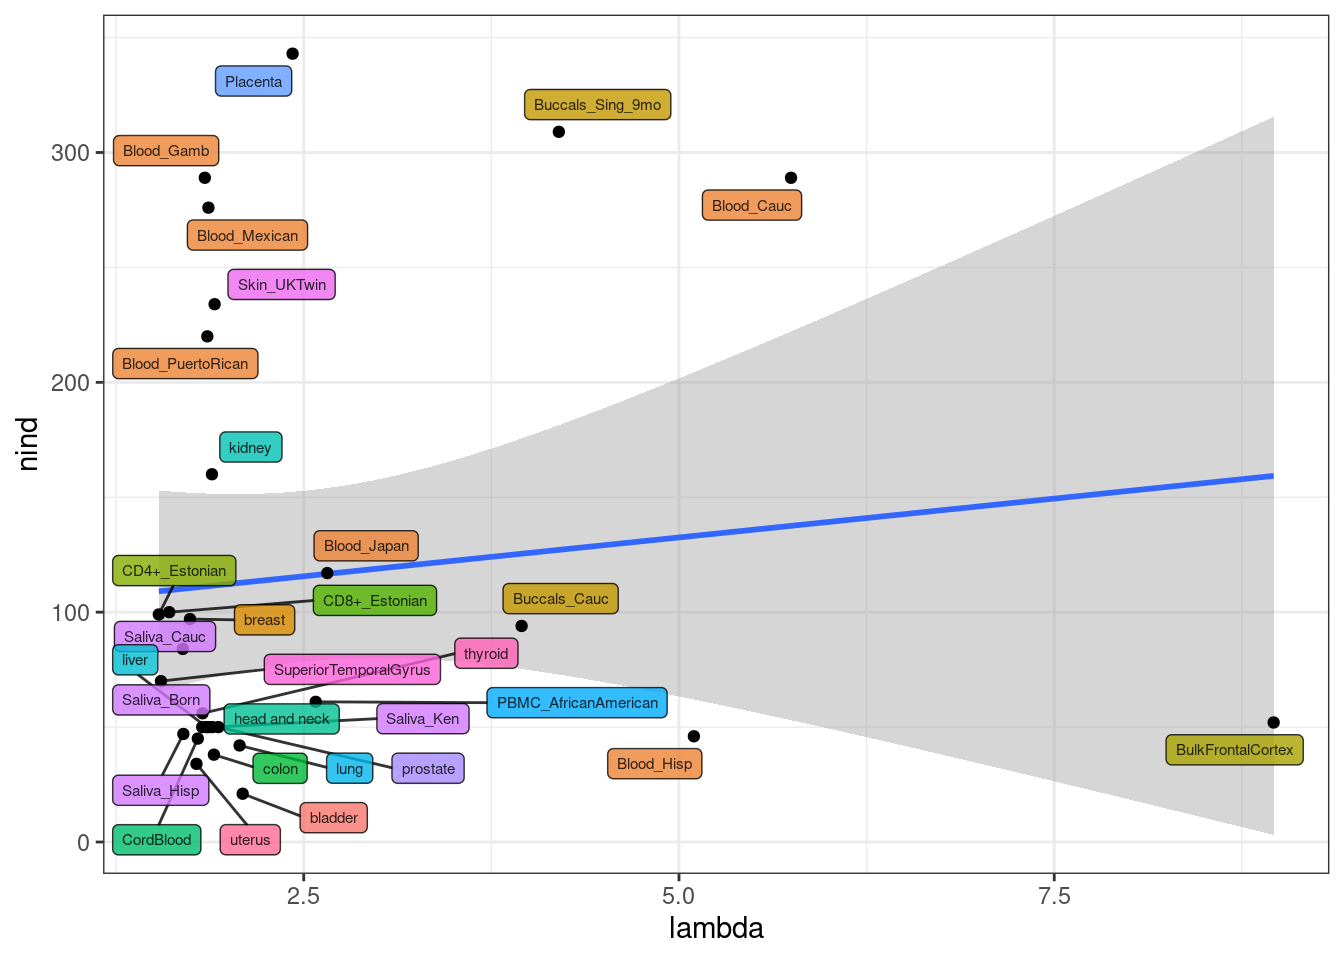 Placenta
Buccals_Sing_9mo
Blood_Gamb
300
Blood_Cauc
Blood_Mexican
Skin_UKTwin
Blood_PuertoRican
200
kidney
nind
Blood_Japan
CD4+_Estonian
CD8+_Estonian
Buccals_Cauc
100
breast
Saliva_Cauc
thyroid
liver
SuperiorTemporalGyrus
Saliva_Born
PBMC_AfricanAmerican
head and neck
Saliva_Ken
BulkFrontalCortex
Blood_Hisp
colon
lung
prostate
Saliva_Hisp
bladder
CordBlood
uterus
0
2.5
5.0
7.5
lambda